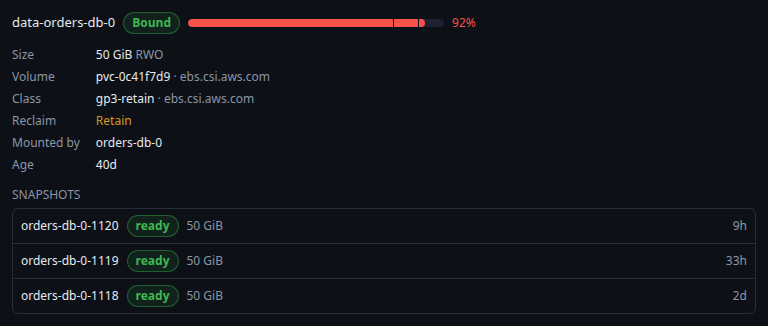 data-orders-db-0 Bound 92%
Size 50 GiB RWO
Volume pvc-0c41f7d9 · ebs.csi.aws.com
Class gp3-retain · ebs.csi.aws.com
Reclaim Retain
Mounted by orders-db-0
Age 40d
SNAPSHOTS
orders-db-0-1120 ready 50 GiB 9h
orders-db-0-1119 ready 50 GiB 33h
orders-db-0-1118 ready 50 GiB 2d